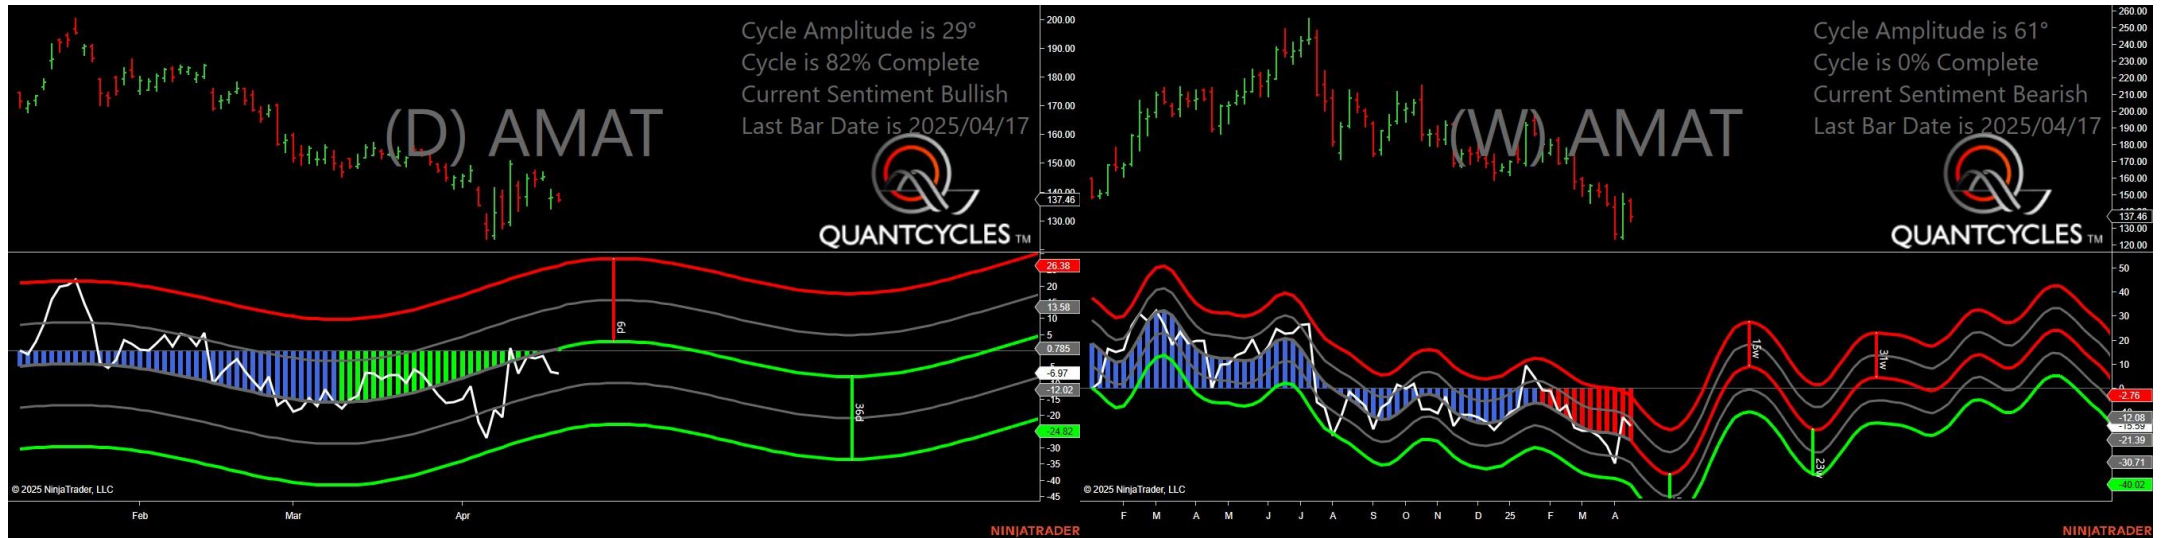 Cycle Amplitude is 29°
Cycle is 82% Complete
Current Sentiment Bullish
Last Bar Date is 2025/04/17
(D) AMAT
QUANTCYCLES TM
200.00
190.00
180.00
170.00
160.00
150.00
140.00
137.46
130.00
26.38
20
13.58
10
5
0.785
-6.97
-12.02
-15
-20
-24.82
-30
-35
-40
-45
6d
36d
© 2025 NinjaTrader, LLC
Feb Mar Apr
NINJATRADER
Cycle Amplitude is 61°
Cycle is 0% Complete
Current Sentiment Bearish
Last Bar Date is 2025/04/17
(W) AMAT
QUANTCYCLES TM
260.00
250.00
240.00
230.00
220.00
210.00
200.00
190.00
180.00
170.00
160.00
150.00
137.46
130.00
120.00
50
40
30
20
10
-2.76
-12.08
-15.59
-21.39
-30.71
-40.02
15w
31w
23w
© 2025 NinjaTrader, LLC
F M A M J J A S O N D 25 F M A
NINJATRADER